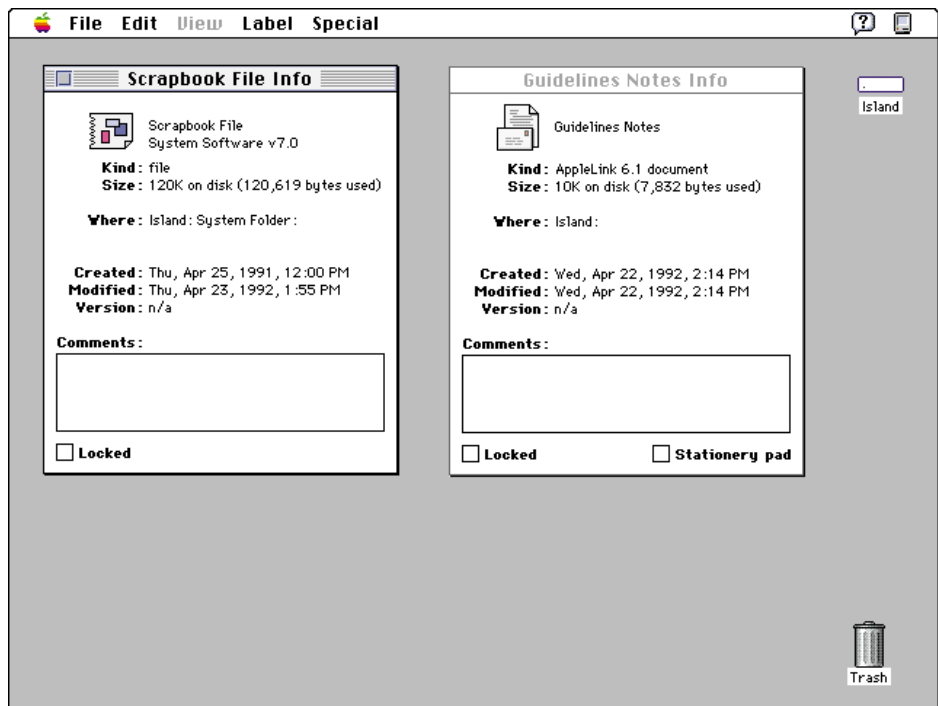 File Edit View Label Special
Scrapbook File Info
Scrapbook File
System Software v7.0
Kind: file
Size: 120K on disk (120,619 bytes used)
Where: Island: System Folder:
Created: Thu, Apr 25, 1991, 12:00 PM
Modified: Thu, Apr 23, 1992, 1:55 PM
Version: n/a
Comments:
Locked
Guidelines Notes Info
Guidelines Notes
Kind: AppleLink 6.1 document
Size: 10K on disk (7,832 bytes used)
Where: Island:
Created: Wed, Apr 22, 1992, 2:14 PM
Modified: Wed, Apr 22, 1992, 2:14 PM
Version: n/a
Comments:
Locked Stationery pad
Island
Trash